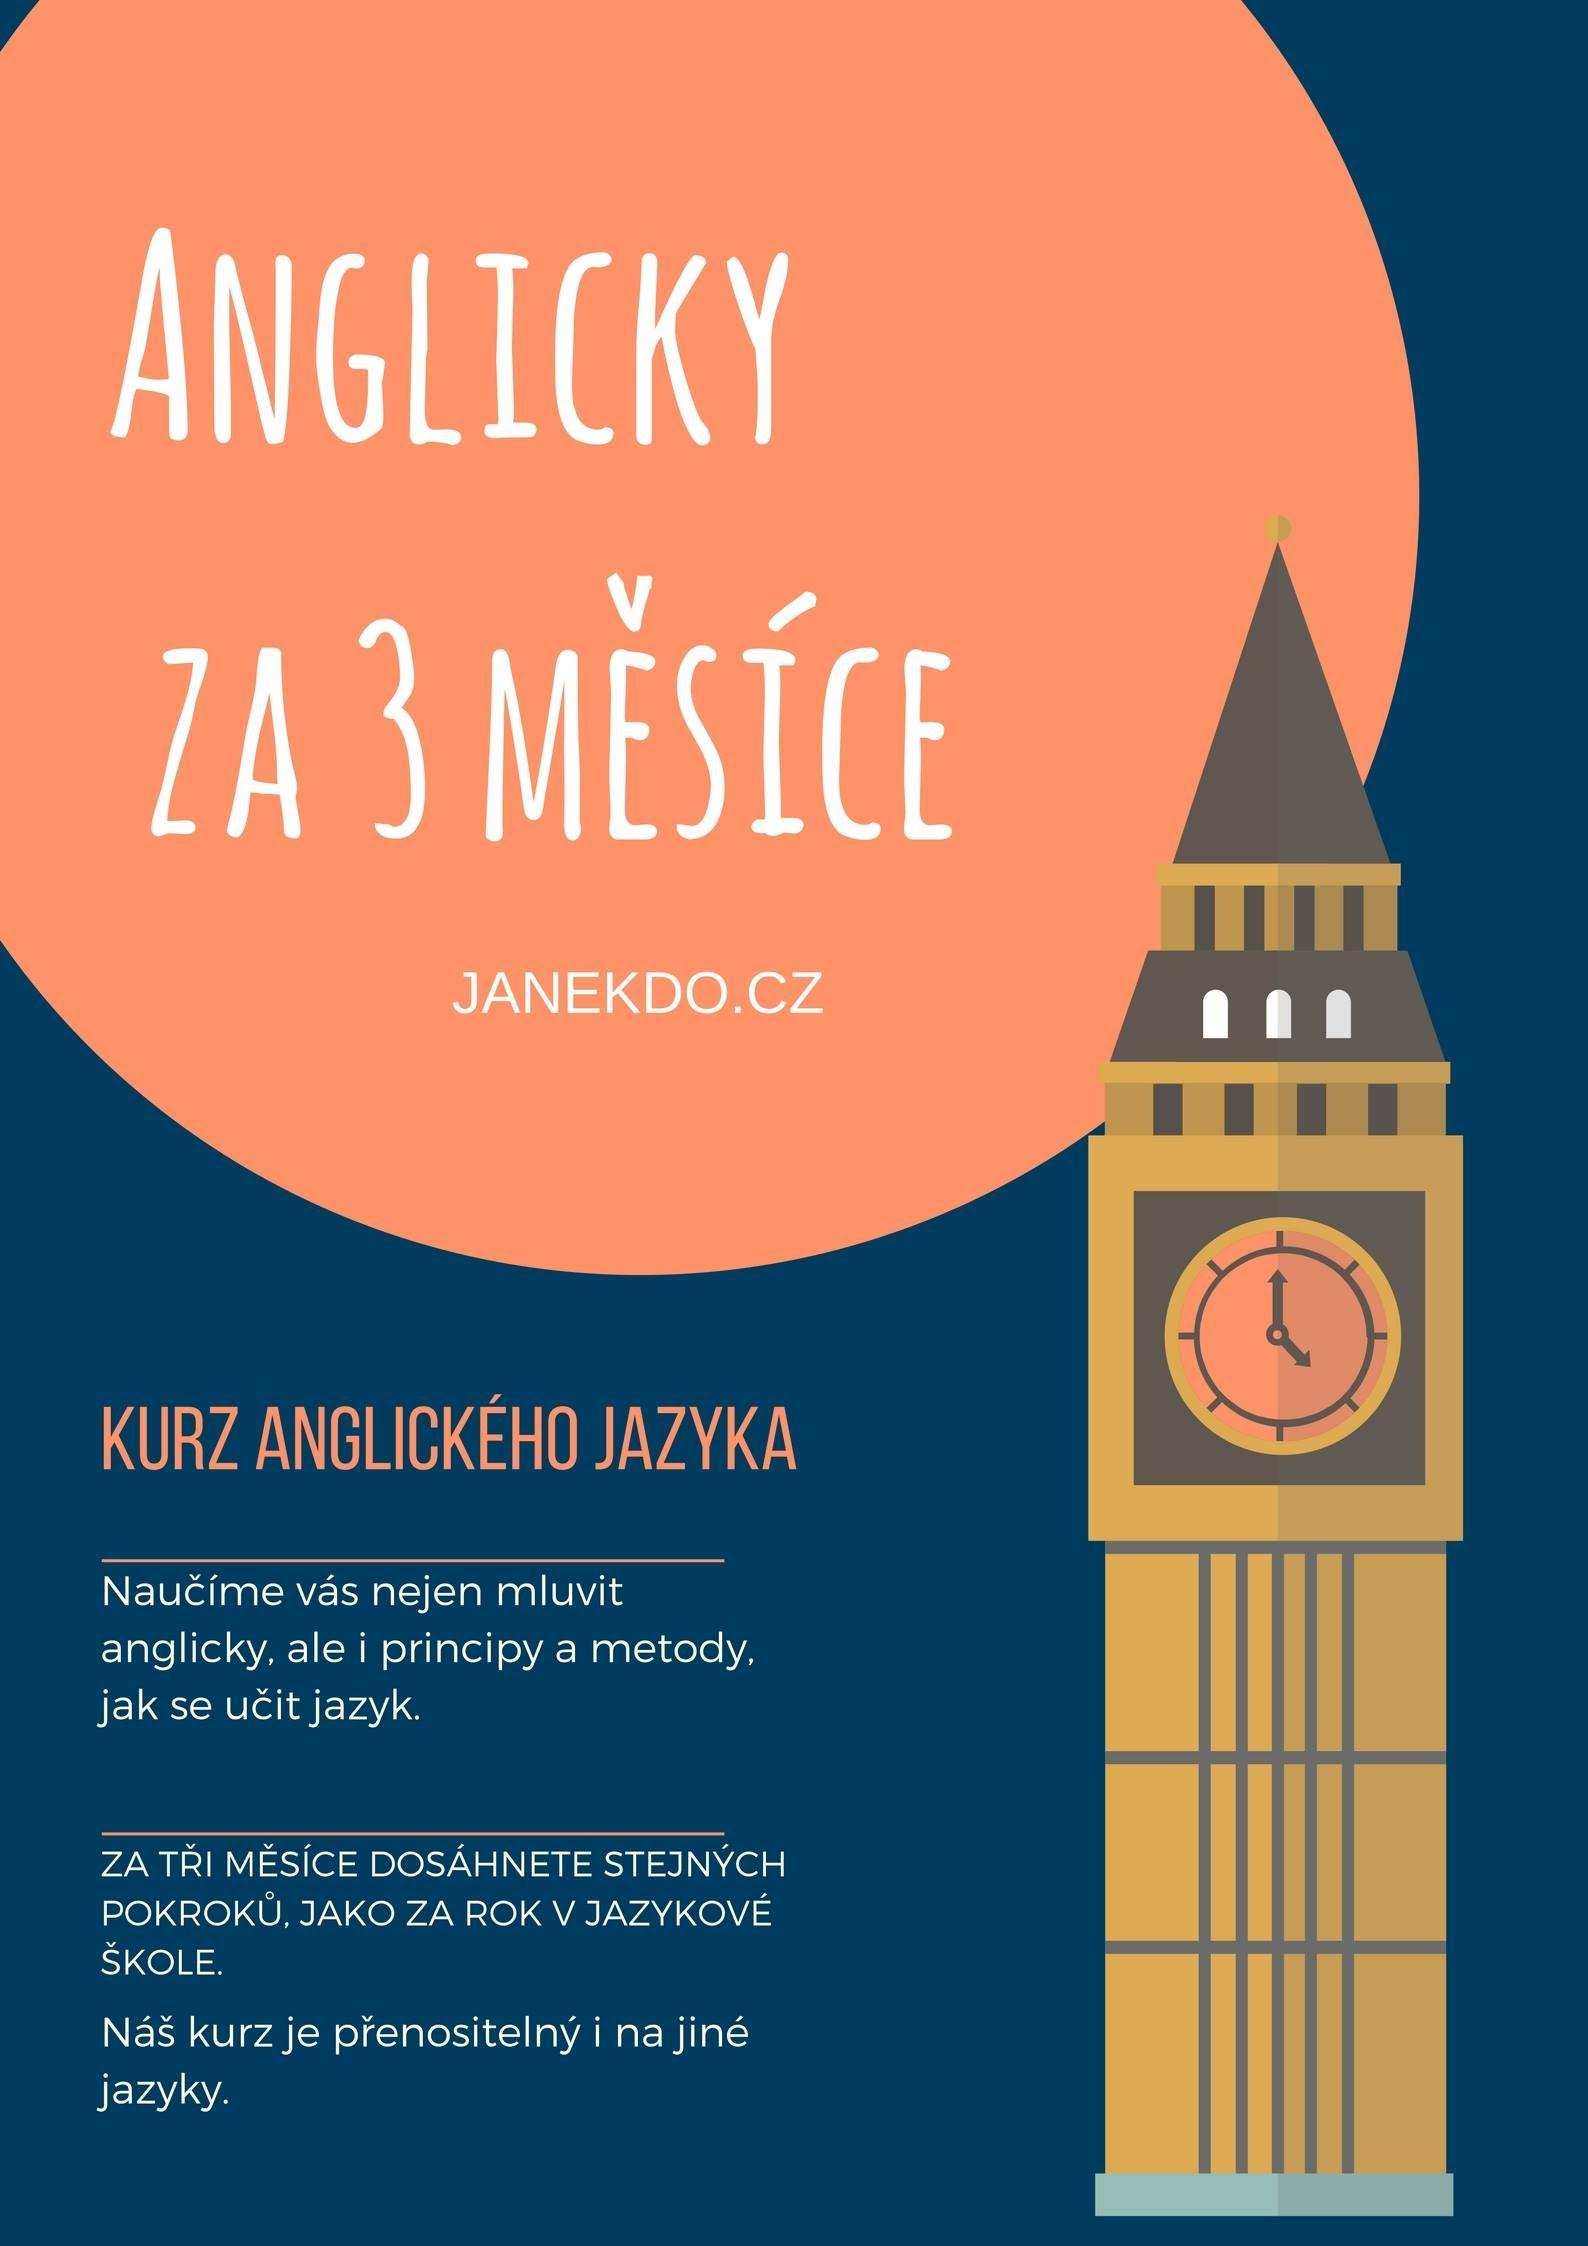 ANGLICKY
ZA 3 MĚSÍCE
JANEKDO.CZ
KURZ ANGLICKÉHO JAZYKA
Naučíme vás nejen mluvit
anglicky, ale i principy a metody,
jak se učit jazyk.
ZA TŘI MĚSÍCE DOSÁHNETE STEJNÝCH
POKROKŮ, JAKO ZA ROK V JAZYKOVÉ
ŠKOLE.
Náš kurz je přenositelný i na jiné
jazyky.